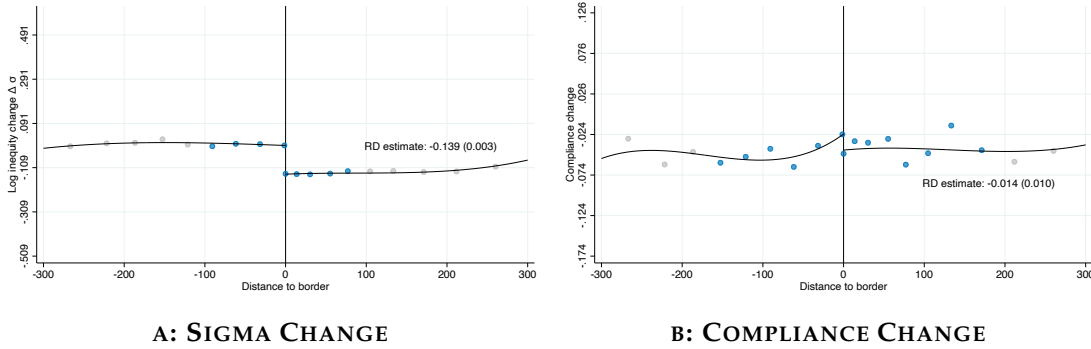 .491
.291
.091
-.109
-.309
-.509
Log inequity change Δ σ
RD estimate: -0.139 (0.003)
-300 -200 -100 0 100 200 300
Distance to border
A: SIGMA CHANGE
.126
.076
.026
-.024
-.074
-.124
-.174
Compliance change
RD estimate: -0.014 (0.010)
-300 -200 -100 0 100 200 300
Distance to border
B: COMPLIANCE CHANGE